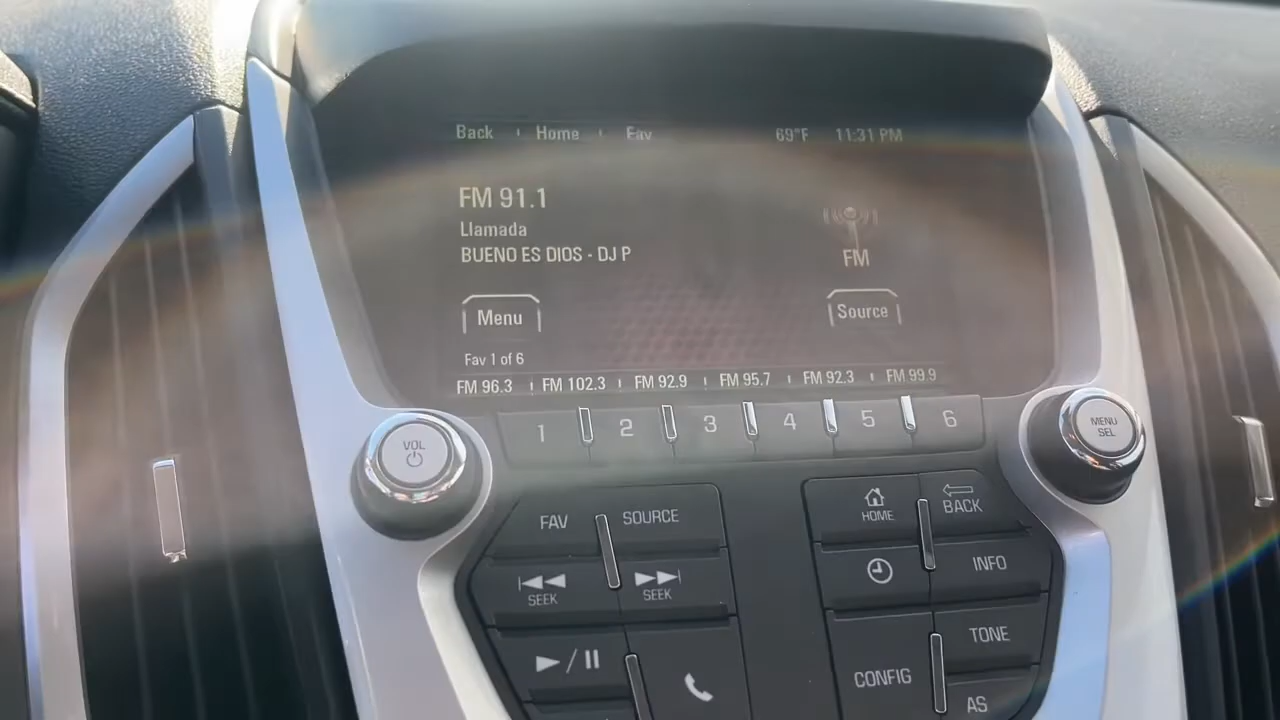 Back Home Fav 69°F 11:31 PM
FM 91.1
Llamada
BUENO ES DIOS - DJ P
FM
Menu
Source
Fav 1 of 6
FM 96.3 FM 102.3 FM 92.9 FM 95.7 FM 92.3 FM 99.9
1 2 3 4 5 6
VOL
MENU
SEL
FAV SOURCE
HOME
BACK
SEEK SEEK
INFO
TONE
CONFIG
AS